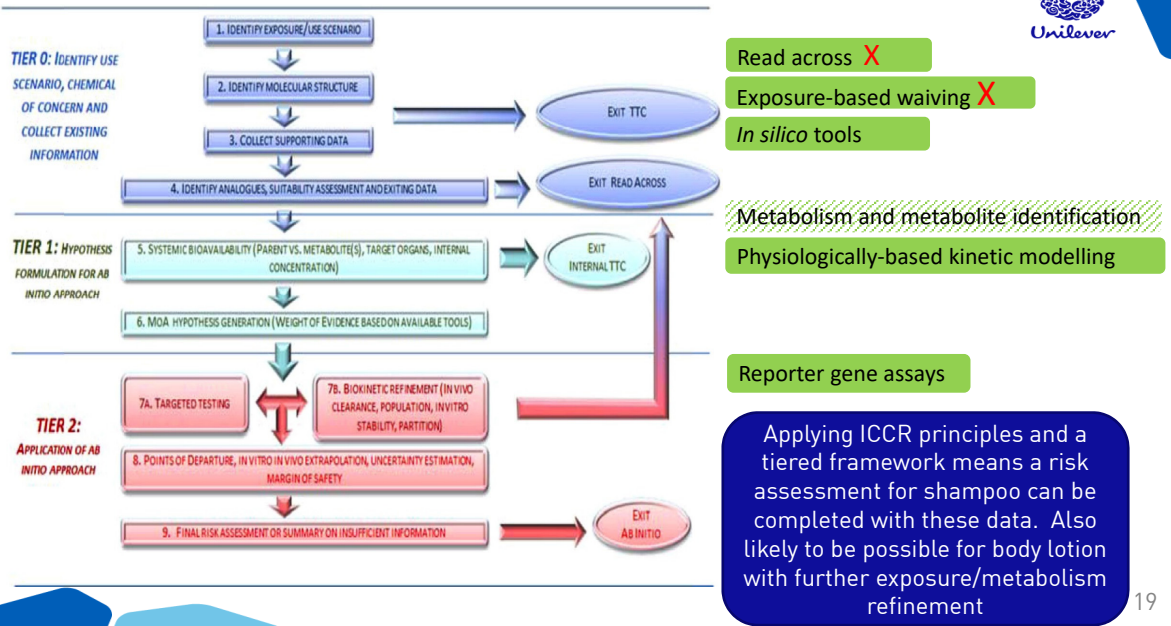 Unilever
TIER 0: IDENTIFY USE
SCENARIO, CHEMICAL
OF CONCERN AND
COLLECT EXISTING
INFORMATION
1. IDENTIFY EXPOSURE/USE SCENARIO
2. IDENTIFY MOLECULAR STRUCTURE
3. COLLECT SUPPORTING DATA
4. IDENTIFY ANALOGUES, SUITABILITY ASSESSMENT AND EXITING DATA
EXIT TTC
EXIT READ ACROSS
Read across X
Exposure-based waiving X
In silico tools
TIER 1: HYPOTHESIS
FORMULATION FOR AB
INITIO APPROACH
5. SYSTEMIC BIOAVAILABILITY (PARENT VS. METABOLITE(S), TARGET ORGANS, INTERNAL
CONCENTRATION)
6. MOA HYPOTHESIS GENERATION (WEIGHT OF EVIDENCE BASED ON AVAILABLE TOOLS)
EXIT
INTERNAL TTC
Metabolism and metabolite identification
Physiologically-based kinetic modelling
TIER 2:
APPLICATION OF AB
INITIO APPROACH
7A. TARGETED TESTING
7B. BIOKINETIC REFINEMENT (IN VIVO
CLEARANCE, POPULATION, IN VITRO
STABILITY, PARTITION)
8. POINTS OF DEPARTURE, IN VITRO IN VIVO EXTRAPOLATION, UNCERTAINTY ESTIMATION,
MARGIN OF SAFETY
9. FINAL RISK ASSESSMENT OR SUMMARY ON INSUFFICIENT INFORMATION
EXIT
AB INITIO
Reporter gene assays
Applying ICCR principles and a
tiered framework means a risk
assessment for shampoo can be
completed with these data. Also
likely to be possible for body lotion
with further exposure/metabolism
refinement
19